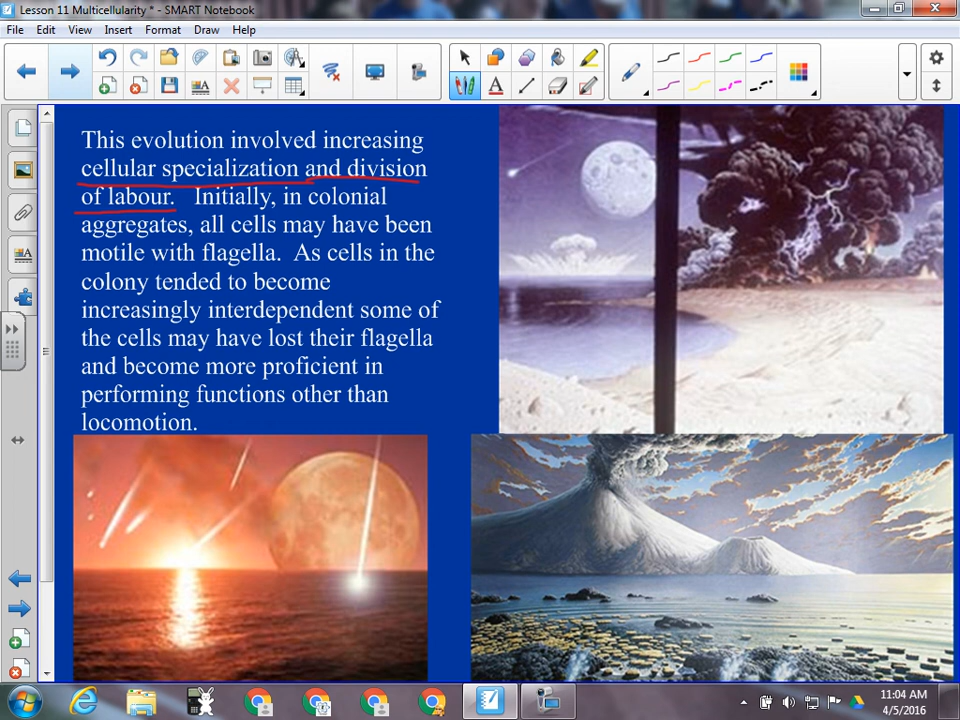 Lesson 11 Multicellularity * - SMART Notebook
File Edit View Insert Format Draw Help
This evolution involved increasing
cellular specialization and division
of labour. Initially, in colonial
aggregates, all cells may have been
motile with flagella. As cells in the
colony tended to become
increasingly interdependent some of
the cells may have lost their flagella
and become more proficient in
performing functions other than
locomotion.
11:04 AM
4/5/2016